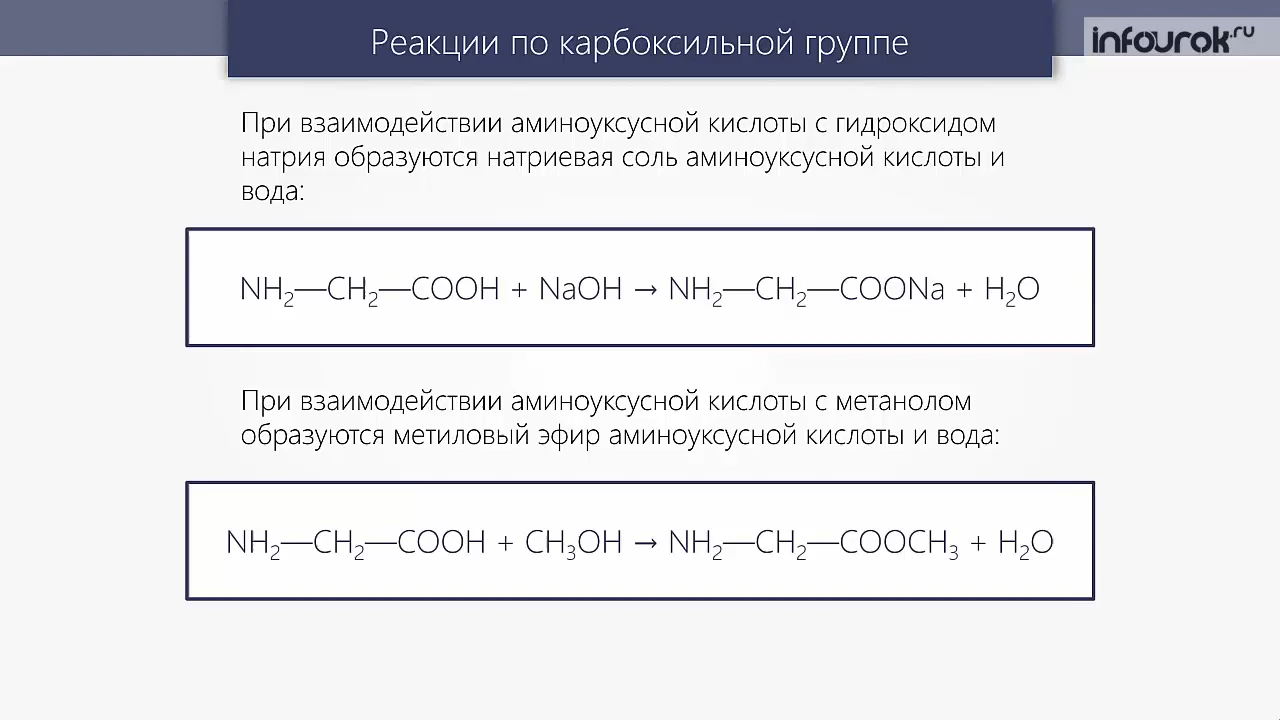 Реакции по карбоксильной группе
infourok.ru
При взаимодействии аминоуксусной кислоты с гидроксидом
натрия образуются натриевая соль аминоуксусной кислоты и
вода:
NH₂—CH₂—COOH + NaOH → NH₂—CH₂—COONa + H₂O
При взаимодействии аминоуксусной кислоты с метанолом
образуются метиловый эфир аминоуксусной кислоты и вода:
NH₂—CH₂—COOH + CH₃OH → NH₂—CH₂—COOCH₃ + H₂O